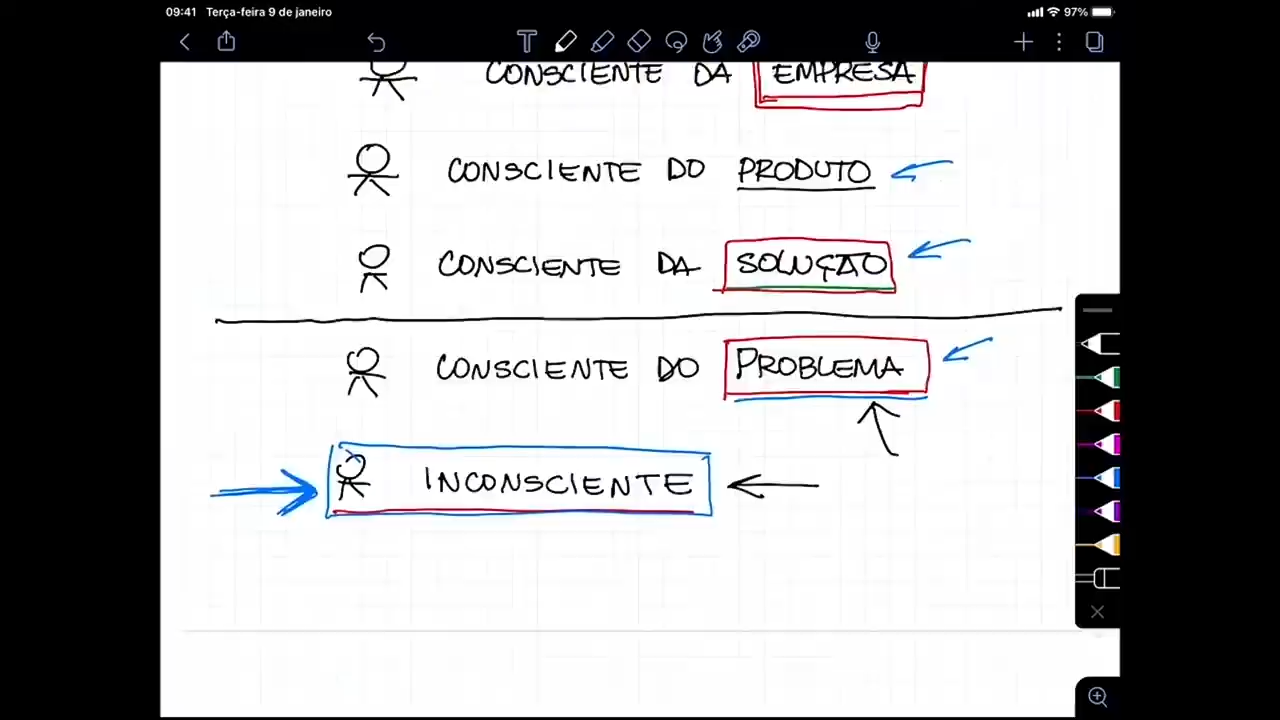 09:41 Terça-feira 9 de janeiro 97%
CONSCIENTE DA EMPRESA
CONSCIENTE DO PRODUTO
CONSCIENTE DA SOLUÇÃO
CONSCIENTE DO PROBLEMA
INCONSCIENTE